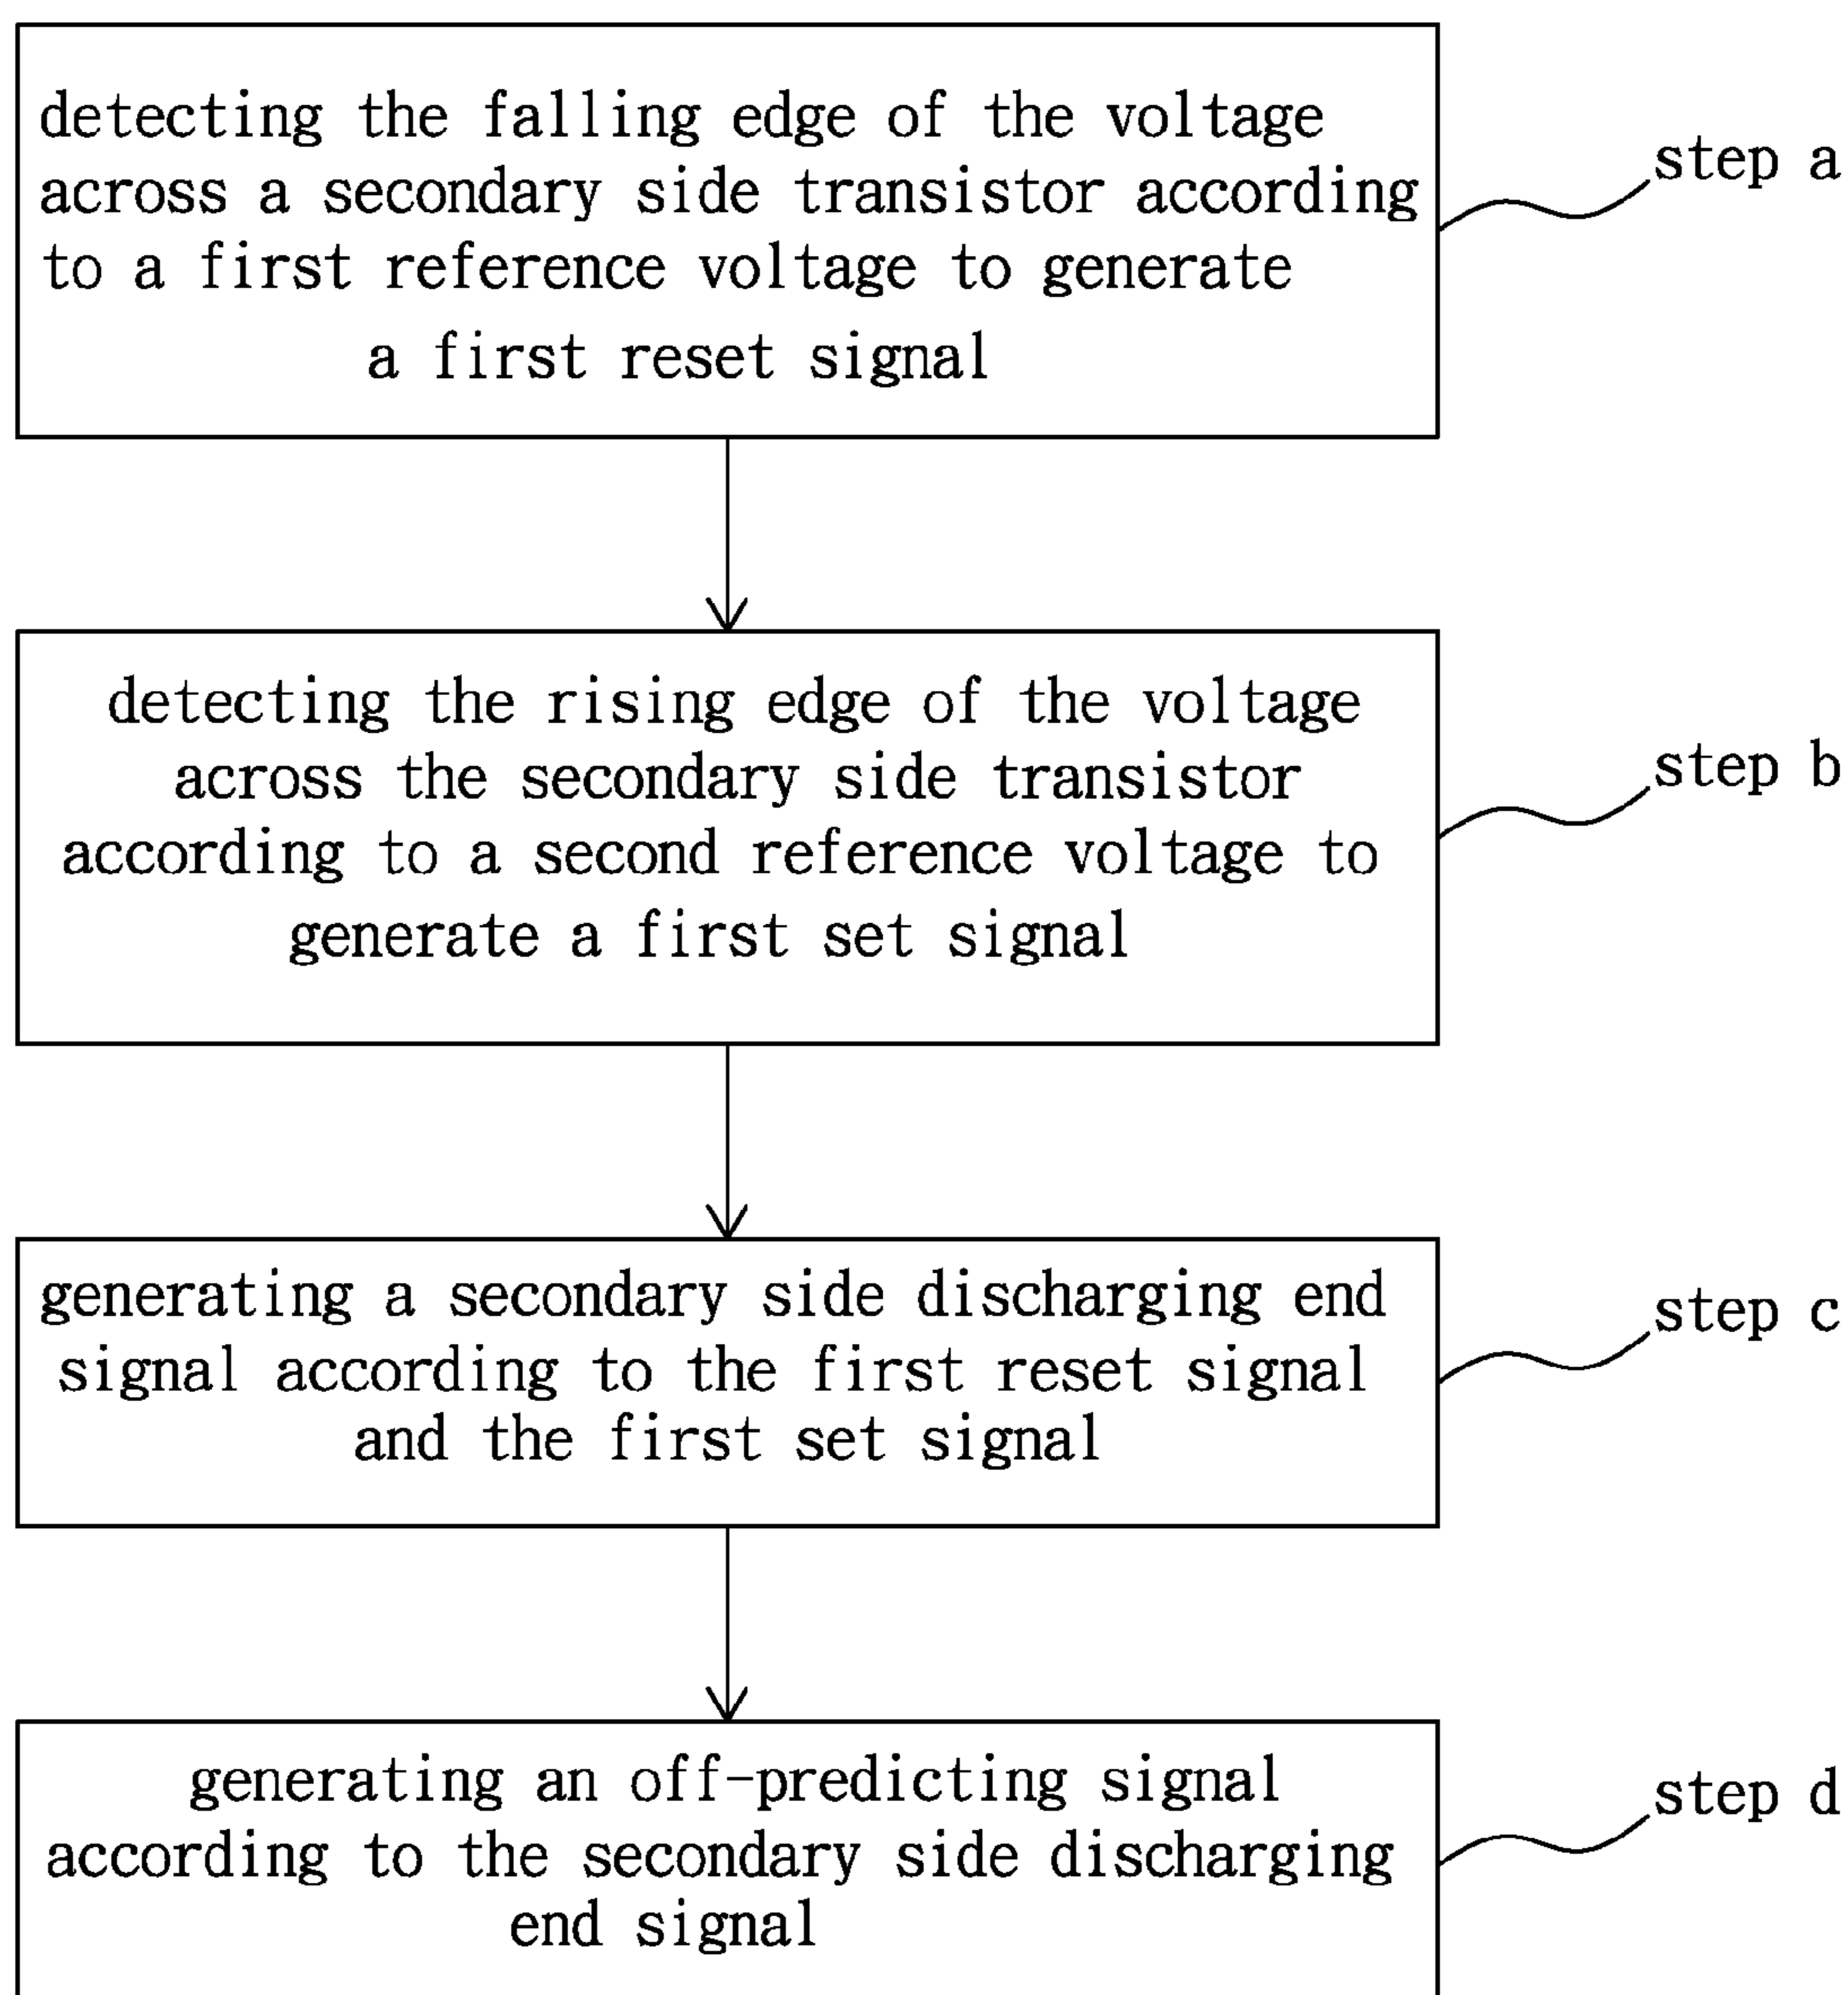 detecting the falling edge of the voltage
across a secondary side transistor according
to a first reference voltage to generate
a first reset signal
step a
detecting the rising edge of the voltage
across the secondary side transistor
according to a second reference voltage to
generate a first set signal
step b
generating a secondary side discharging end
signal according to the first reset signal
and the first set signal
step c
generating an off-predicting signal
according to the secondary side discharging
end signal
step d